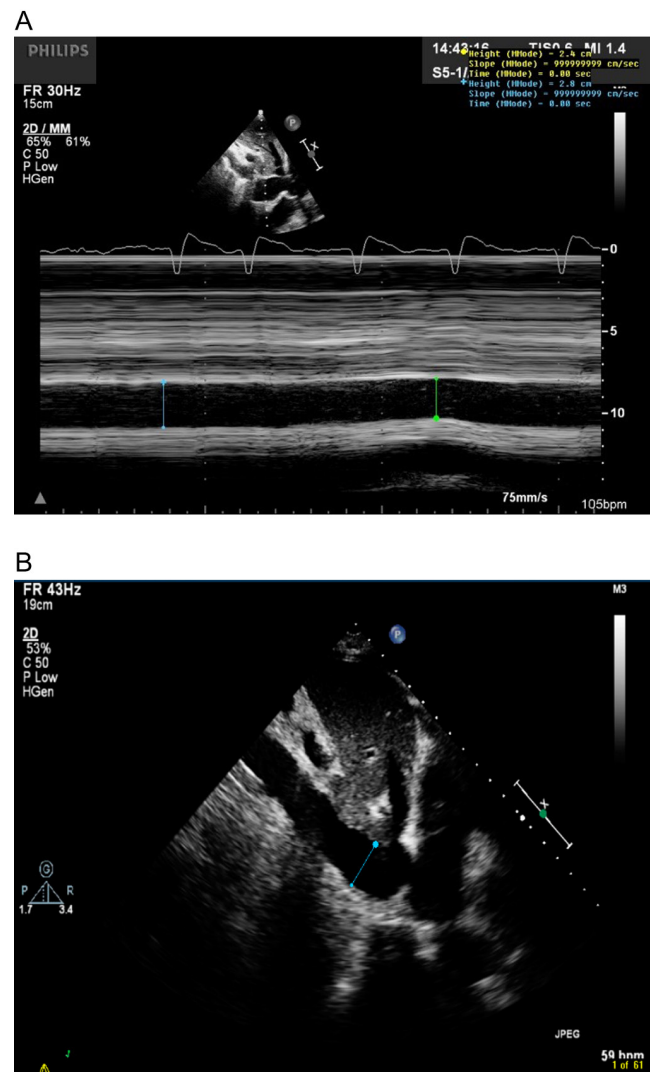 A
PHILIPS
14:43:16 TIS0.6 MI 1.4
Height (MMode) = 2.4 cm
Slope (MMode) = 999999999 cm/sec
S5-1/
Time (MMode) = 0.00 sec
Height (MMode) = 2.8 cm
Slope (MMode) = 999999999 cm/sec
Time (MMode) = 0.00 sec
FR 30Hz
15cm
2D / MM
65% 61%
C 50
P Low
HGen
P
X
0
5
10
75mm/s
105bpm
B
FR 43Hz
M3
19cm
2D
53%
C 50
P Low
HGen
P
X
G
P R
1.7 3.4
JPEG
59 bpm
1 of 61